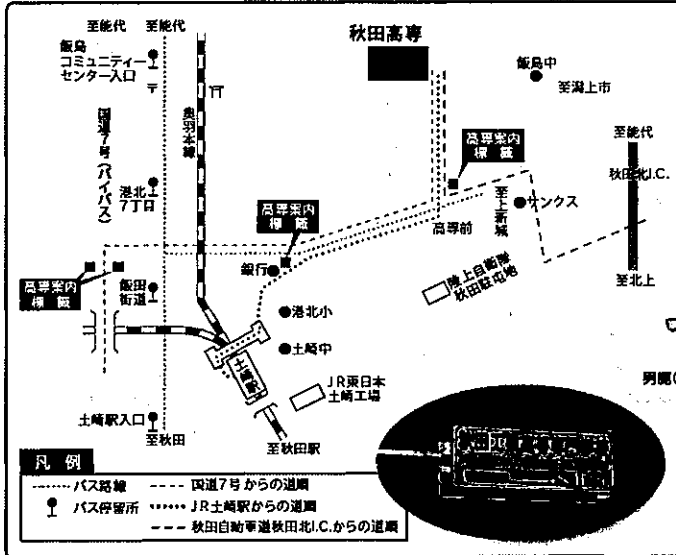 至能代
至能代
飯島
コミュニティー
センター入口
〒
国道7号(バイパス)
奥羽本線
秋田高専
飯島中
至潟上市
至能代
秋田北I.C.
至北上
高専案内
標識
サンクス
至上新城
高専前
港北
7丁目
高専案内
標識
銀行
陸上自衛隊
秋田駐屯地
高専案内
標識
飯田
街道
港北小
土崎中
土崎駅
JR東日本
土崎工場
土崎駅入口
至秋田
至秋田駅
男鹿(
凡例
バス路線
国道7号からの道順
バス停留所
JR土崎駅からの道順
秋田自動車道秋田北I.C.からの道順